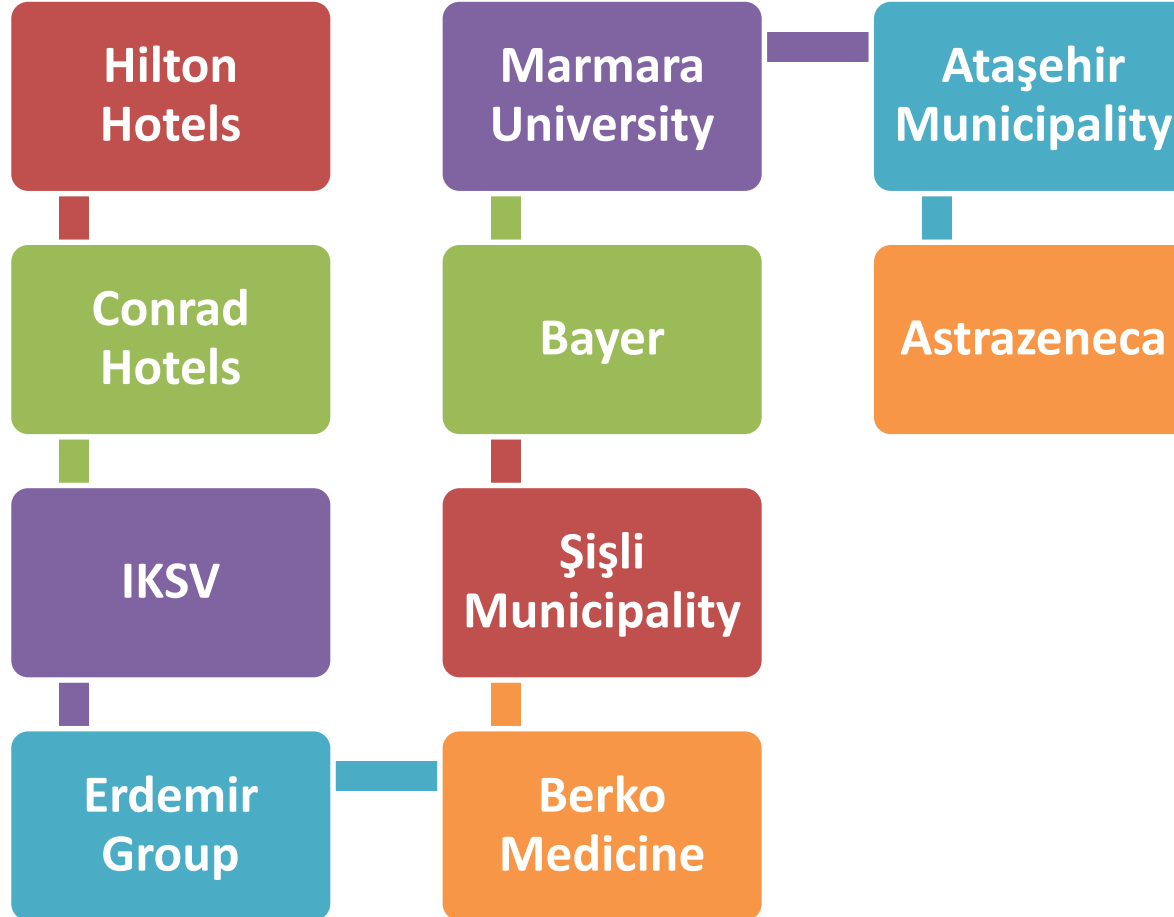 Hilton
Hotels
Conrad
Hotels
IKSV
Erdemir
Group
Berko
Medicine
Şişli
Municipality
Bayer
Marmara
University
Ataşehir
Municipality
Astrazeneca